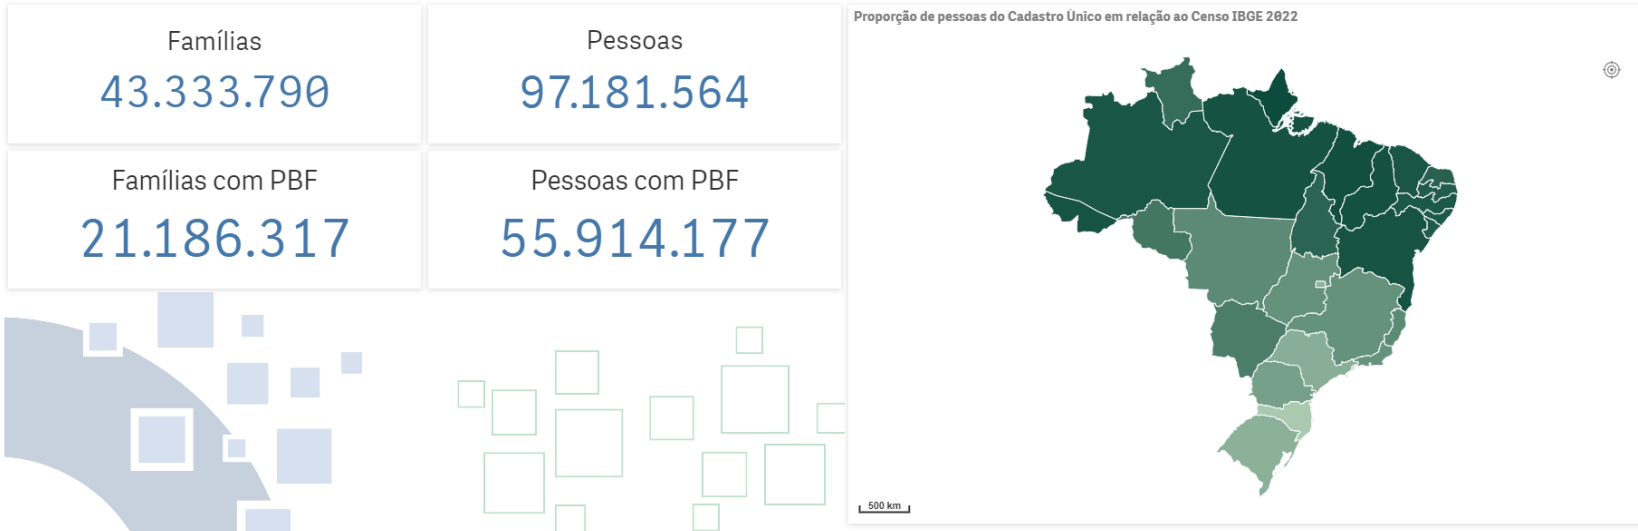 Famílias
43.333.790
Pessoas
97.181.564
Famílias com PBF
21.186.317
Pessoas com PBF
55.914.177
Proporção de pessoas do Cadastro Único em relação ao Censo IBGE 2022
500 km